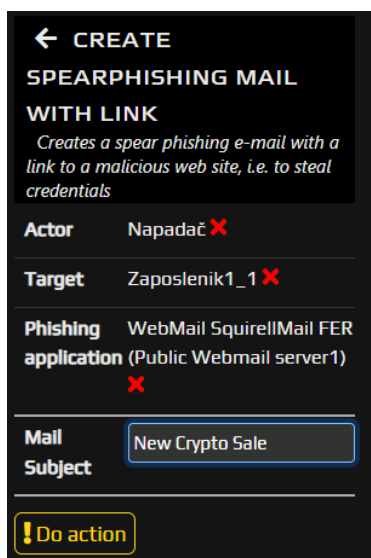 ← CREATE
SPEARPHISHING MAIL
WITH LINK
Creates a spear phishing e-mail with a
link to a malicious web site, i.e. to steal
credentials
Actor Napadač ❌
Target Zaposlenik1_1 ❌
Phishing WebMail SquirellMail FER
application (Public Webmail server1)
❌
Mail New Crypto Sale
Subject
! Do action